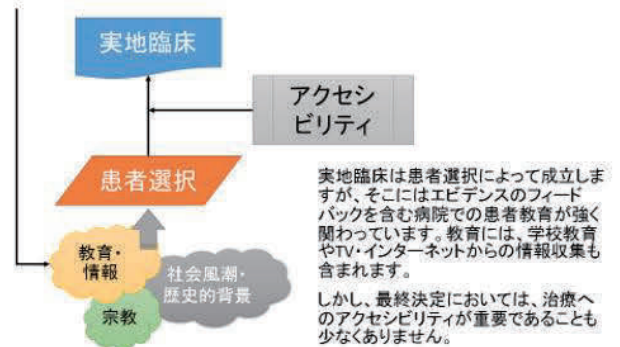 実地臨床
アクセシ
ビリティ
患者選択
教育・
情報
社会風潮・
歴史的背景
宗教
実地臨床は患者選択によって成立しま
すが、そこにはエビデンスのフィード
バックを含む病院での患者教育が強く
関わっています。教育には、学校教育
やTV・インターネットからの情報収集も
含まれます。
しかし、最終決定においては、治療へ
のアクセシビリティが重要であることも
少なくありません。